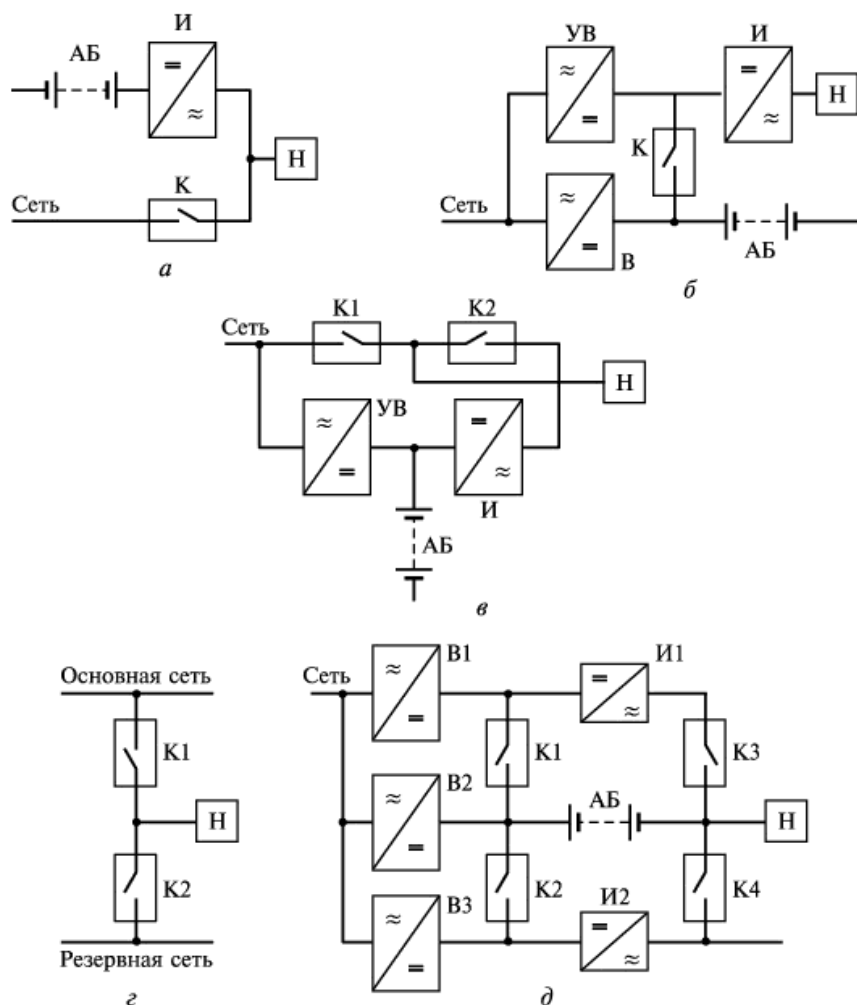 АБ
И
Н
К
Сеть
а
УВ
И
Н
К
Сеть
В
АБ
б
К1
К2
Сеть
Н
УВ
И
АБ
в
Основная сеть
К1
Н
К2
Резервная сеть
г
Сеть
В1
И1
К1
К3
В2
АБ
Н
К2
К4
В3
И2
д